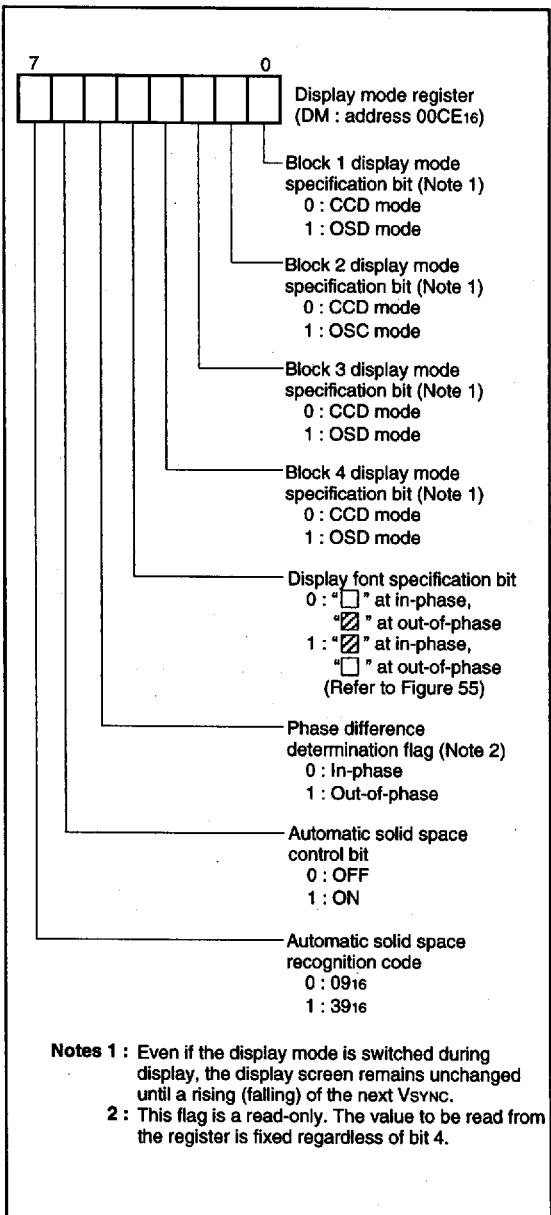 7 0
Display mode register
(DM : address 00CE16)
Block 1 display mode
specification bit (Note 1)
0 : CCD mode
1 : OSD mode
Block 2 display mode
specification bit (Note 1)
0 : CCD mode
1 : OSC mode
Block 3 display mode
specification bit (Note 1)
0 : CCD mode
1 : OSD mode
Block 4 display mode
specification bit (Note 1)
0 : CCD mode
1 : OSD mode
Display font specification bit
0 : “□” at in-phase,
“▨” at out-of-phase
1 : “▨” at in-phase,
“□” at out-of-phase
(Refer to Figure 55)
Phase difference
determination flag (Note 2)
0 : In-phase
1 : Out-of-phase
Automatic solid space
control bit
0 : OFF
1 : ON
Automatic solid space
recognition code
0 : 0916
1 : 3916
Notes 1 : Even if the display mode is switched during
display, the display screen remains unchanged
until a rising (falling) of the next VSYNC.
2 : This flag is a read-only. The value to be read from
the register is fixed regardless of bit 4.